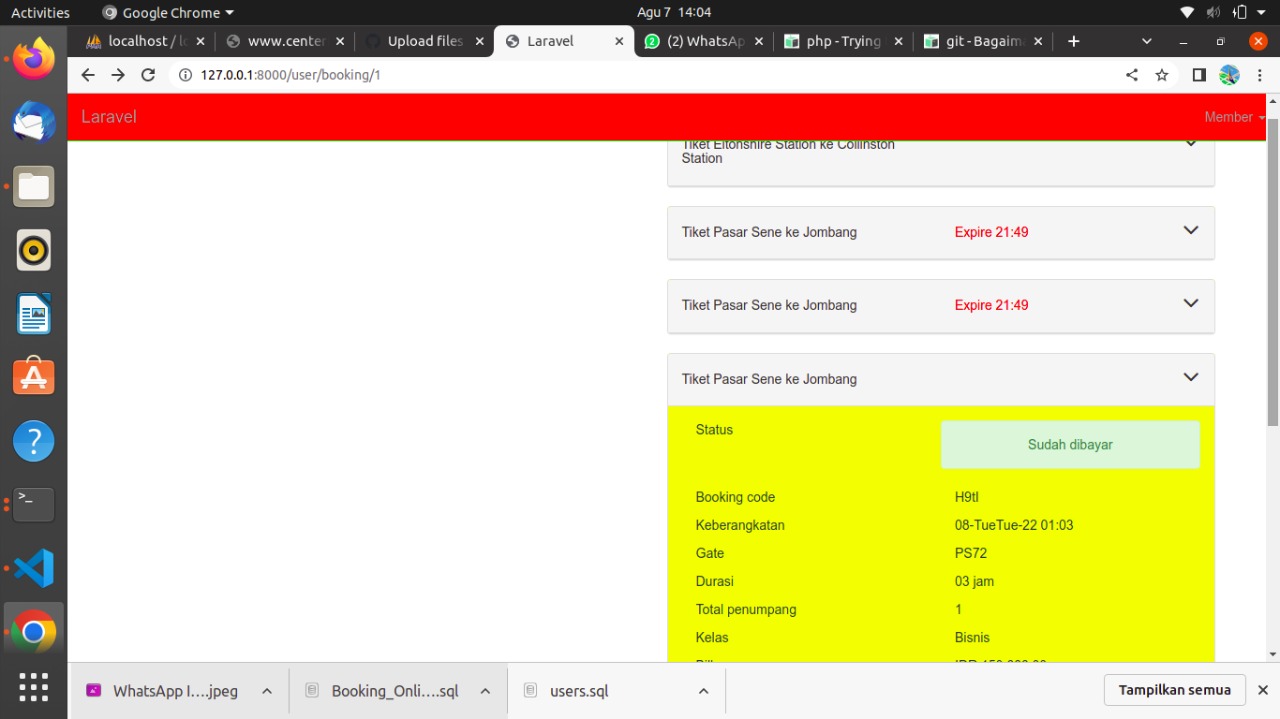 Activities
Google Chrome
Agu 7 14:04
localhost / lo
www.center
Upload files
Laravel
(2) WhatsAp
php - Trying
git - Bagaima
127.0.0.1:8000/user/booking/1
Laravel
Member
Tiket Eltonshire Station ke Collinston
Station
Tiket Pasar Sene ke Jombang
Expire 21:49
Tiket Pasar Sene ke Jombang
Expire 21:49
Tiket Pasar Sene ke Jombang
Status
Sudah dibayar
Booking code
H9tI
Keberangkatan
08-TueTue-22 01:03
Gate
PS72
Durasi
03 jam
Total penumpang
1
Kelas
Bisnis
WhatsApp I....jpeg
Booking_Onli....sql
users.sql
Tampilkan semua